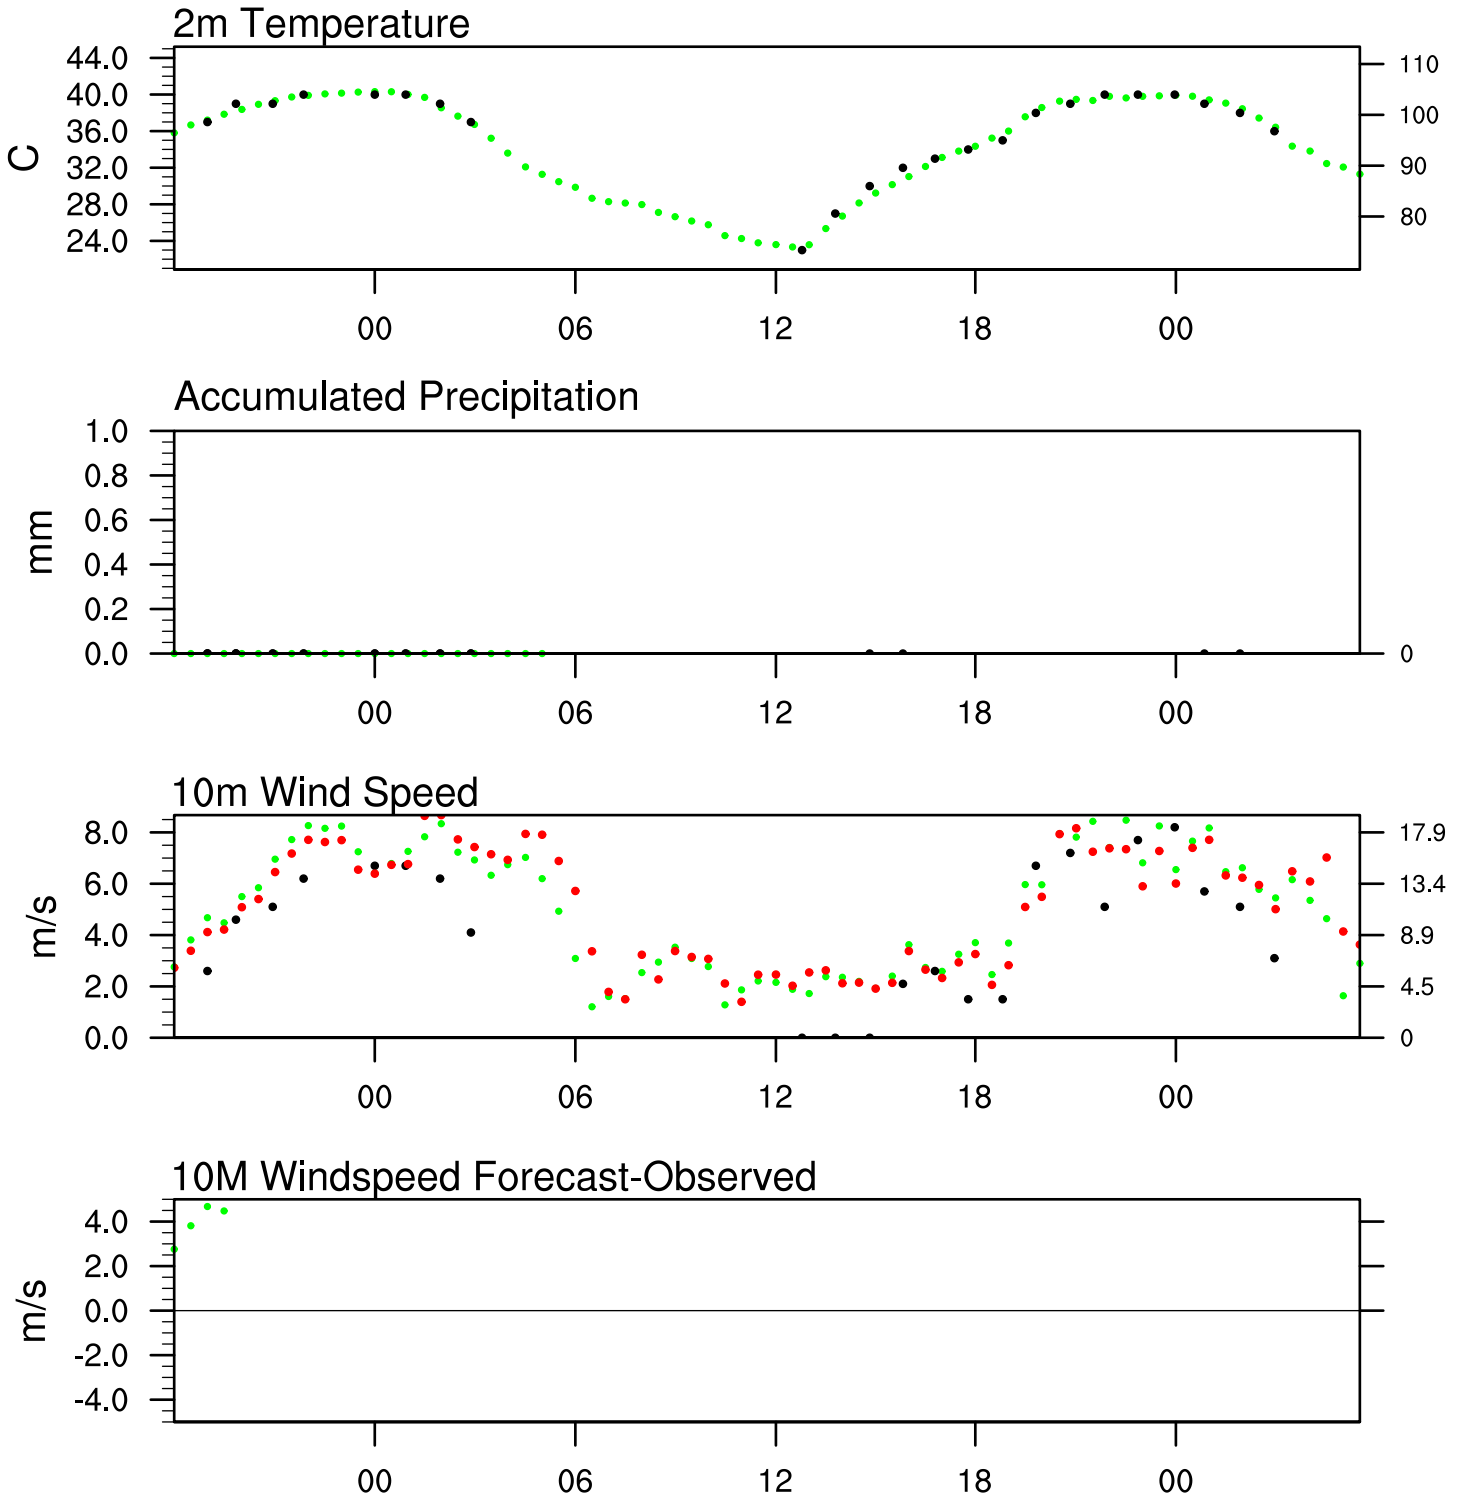 2m Temperature
44.0
40.0
36.0
32.0
28.0
24.0
C
110
100
90
80
00 06 12 18 00
Accumulated Precipitation
1.0
0.8
0.6
0.4
0.2
0.0
mm
0
00 06 12 18 00
10m Wind Speed
8.0
6.0
4.0
2.0
0.0
m/s
17.9
13.4
8.9
4.5
0
00 06 12 18 00
10M Windspeed Forecast-Observed
4.0
2.0
0.0
-2.0
-4.0
m/s
00 06 12 18 00